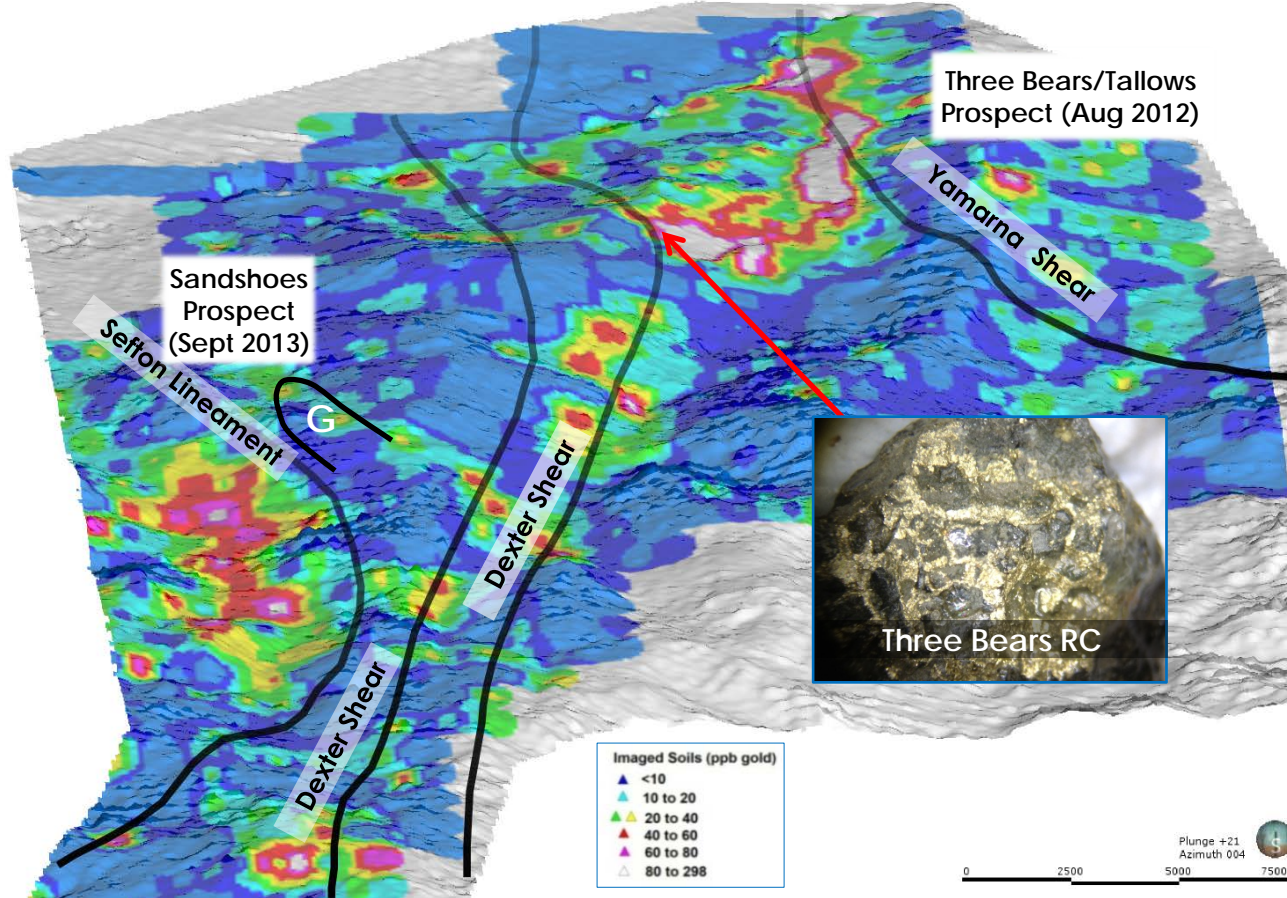 Three Bears/Tallows
Prospect (Aug 2012)
Yamarna Shear
Sandshoes
Prospect
(Sept 2013)
Sefton Lineament
G
Dexter Shear
Dexter Shear
Three Bears RC
Imaged Soils (ppb gold)
<10
10 to 20
20 to 40
40 to 60
60 to 80
80 to 298
Plunge +21
Azimuth 004
S
0 2500 5000 7500